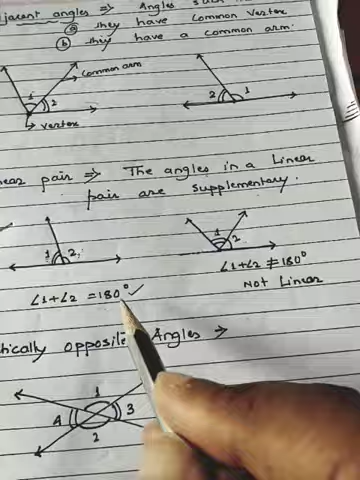 jacent angles ⇒ Angles
ⓐ They have Common Vertex
ⓑ They have a common arm.
Common arm
1
2
2
1
Vertex
near pair ⇒ The angles in a Linear
pair are Supplementary.
1
2
1
2
∠1+∠2 = 180° ✓
∠1+∠2 ≠ 180°
Not Linear
tically opposite Angles ⇒
1
4
3
2